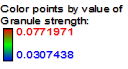 Color points by value of
Granule strength:
0.0771971
0.0307438